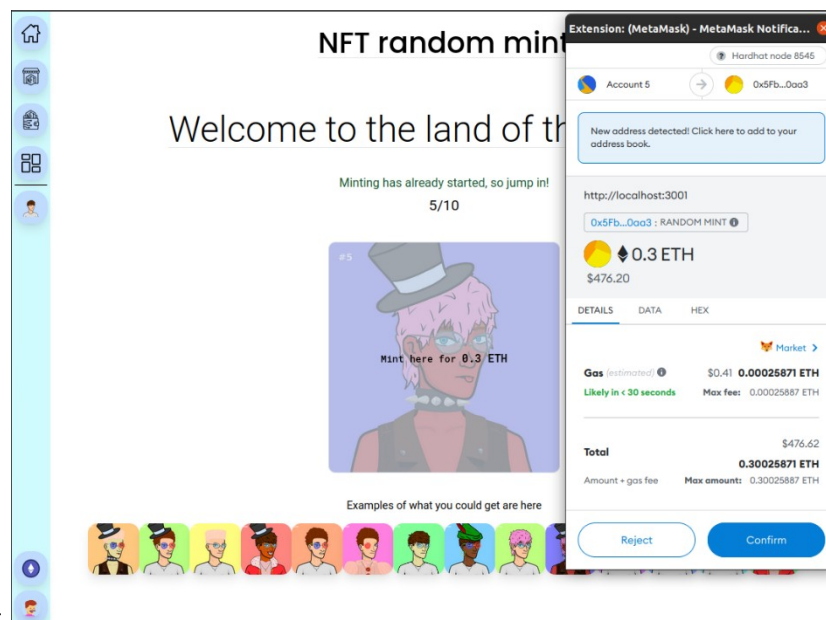 NFT random mint
Welcome to the land of th
Minting has already started, so jump in!
5/10
#5
Mint here for 0.3 ETH
Examples of what you could get are here
Extension: (MetaMask) - MetaMask Notifica...
Hardhat node 8545
Account 5
0x5Fb...0aa3
New address detected! Click here to add to your
address book.
http://localhost:3001
0x5Fb...0aa3 : RANDOM MINT
0.3 ETH
$476.20
DETAILS DATA HEX
Market >
Gas (estimated) $0.41 0.00025871 ETH
Likely in < 30 seconds Max fee: 0.00025887 ETH
Total $476.62
0.30025871 ETH
Amount + gas fee Max amount: 0.30025887 ETH
Reject Confirm